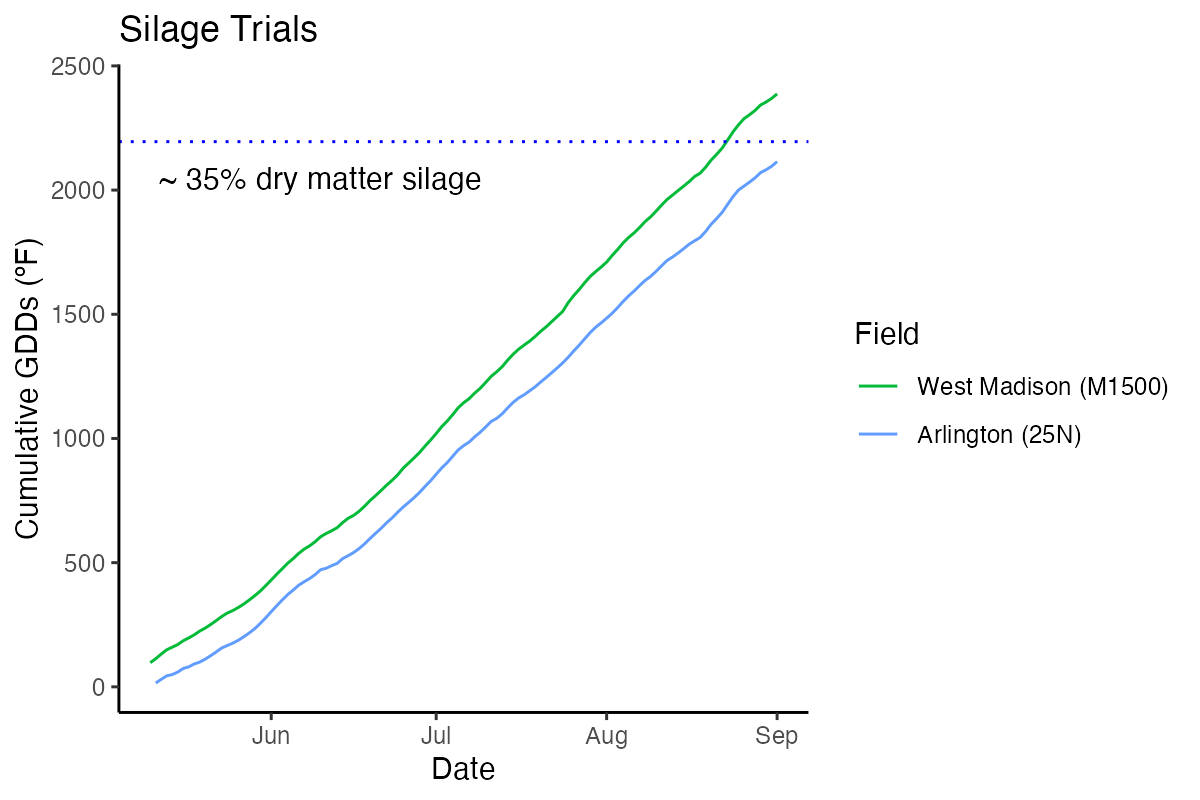 Silage Trials
2500
2000
1500
1000
500
0
~ 35% dry matter silage
Cumulative GDDs (°F)
Jun
Jul
Aug
Sep
Date
Field
West Madison (M1500)
Arlington (25N)